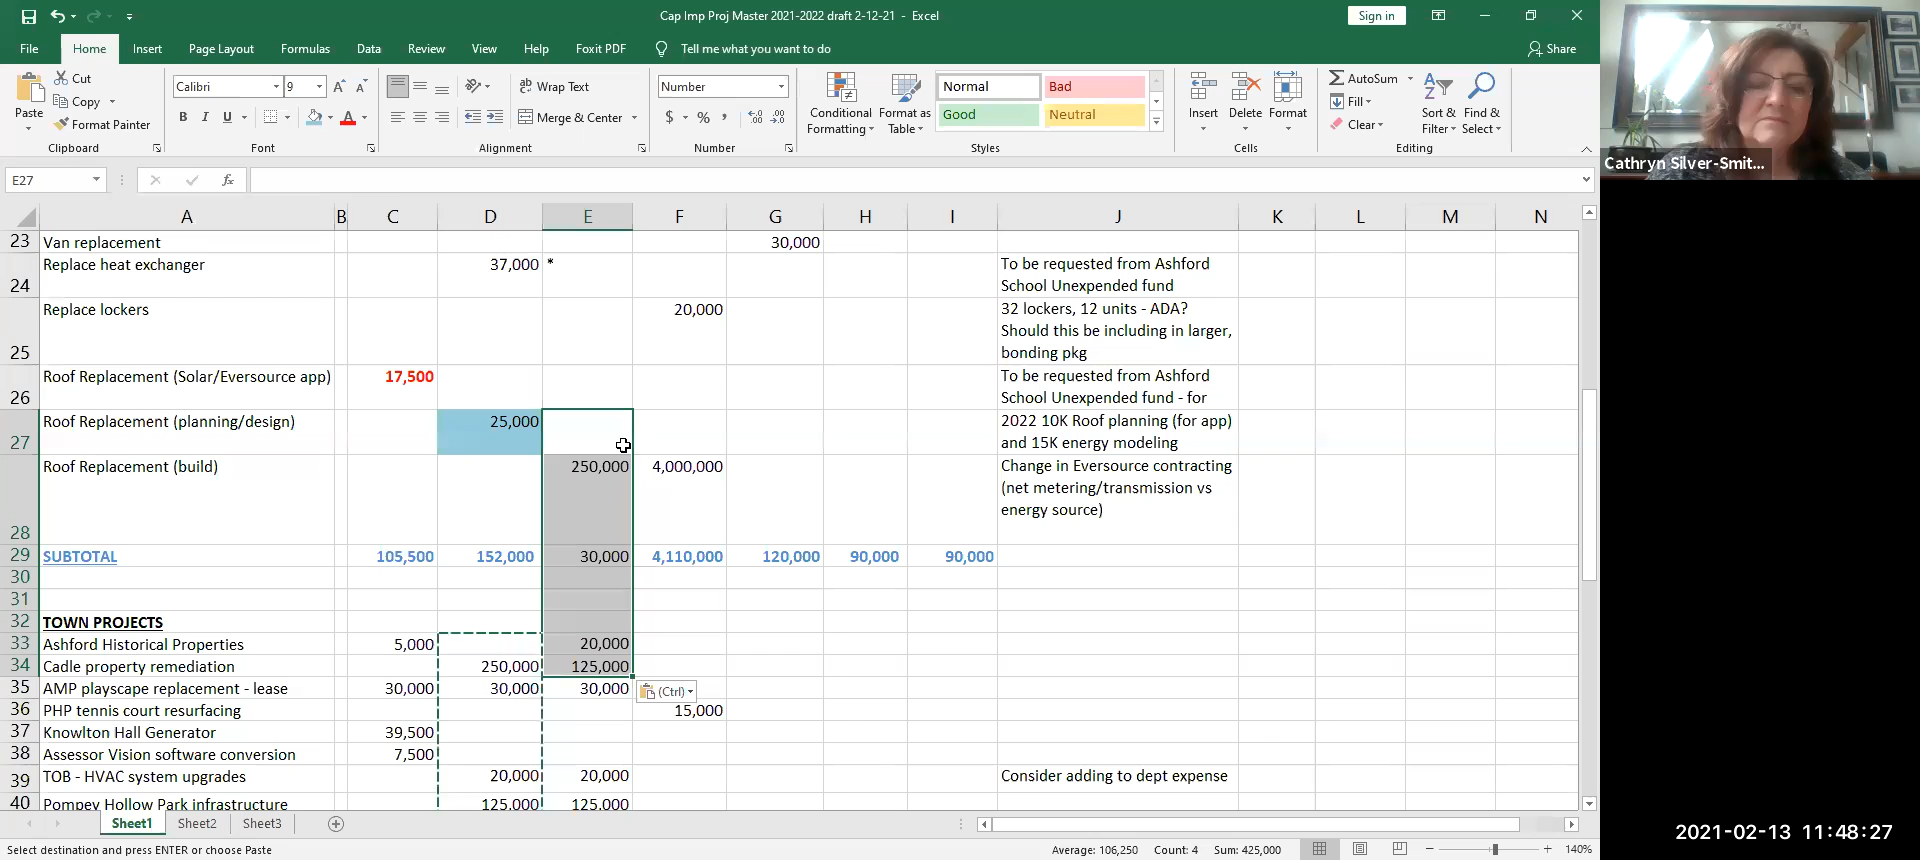 Cap Imp Proj Master 2021-2022 draft 2-12-21 - Excel
Sign in
File Home Insert Page Layout Formulas Data Review View Help Foxit PDF Tell me what you want to do Share
Paste Cut Copy Format Painter Clipboard
Calibri 9 A A B I U A Font
Wrap Text Merge & Center Alignment
Number $ % , Number
Conditional Formatting Format as Table
Normal Bad
Good Neutral
Styles
Insert Delete Format Cells
AutoSum Fill Clear Sort & Filter Find & Select Editing
Cathryn Silver-Smit...
E27 fx
A B C D E F G H I J K L M N
23 Van replacement 30,000
24 Replace heat exchanger 37,000 * To be requested from Ashford
School Unexpended fund
25 Replace lockers 20,000 32 lockers, 12 units - ADA?
Should this be including in larger,
bonding pkg
26 Roof Replacement (Solar/Eversource app) 17,500 To be requested from Ashford
School Unexpended fund - for
27 Roof Replacement (planning/design) 25,000 2022 10K Roof planning (for app)
and 15K energy modeling
28 Roof Replacement (build) 250,000 4,000,000 Change in Eversource contracting
(net metering/transmission vs
energy source)
29 SUBTOTAL 105,500 152,000 30,000 4,110,000 120,000 90,000 90,000
30
31
32 TOWN PROJECTS
33 Ashford Historical Properties 5,000 20,000
34 Cadle property remediation 250,000 125,000
35 AMP playscape replacement - lease 30,000 30,000 30,000 (Ctrl)
36 PHP tennis court resurfacing 15,000
37 Knowlton Hall Generator 39,500
38 Assessor Vision software conversion 7,500
39 TOB - HVAC system upgrades 20,000 20,000 Consider adding to dept expense
40 Pompey Hollow Park infrastructure 125,000 125,000
Sheet1 Sheet2 Sheet3
2021-02-13 11:48:27
Select destination and press ENTER or choose Paste Average: 106,250 Count: 4 Sum: 425,000 140%